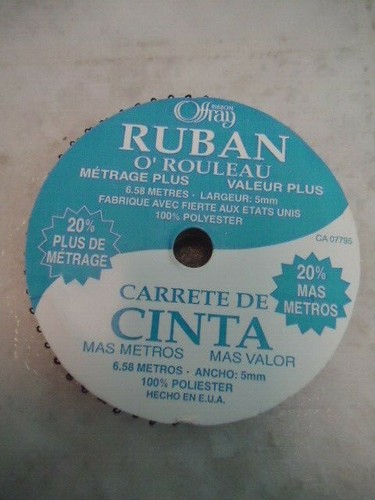 RIBBON
Offray
RUBAN
O' ROULEAU
MÉTRAGE PLUS VALEUR PLUS
6.58 METRES - LARGEUR: 5mm
FABRIQUE AVEC FIERTE AUX ETATS UNIS
100% POLYESTER
CA 07795
20%
PLUS DE
MÉTRAGE
20%
MAS
METROS
CARRETE DE
CINTA
MAS METROS MAS VALOR
6.58 METROS - ANCHO: 5mm
100% POLIESTER
HECHO EN E.U.A.